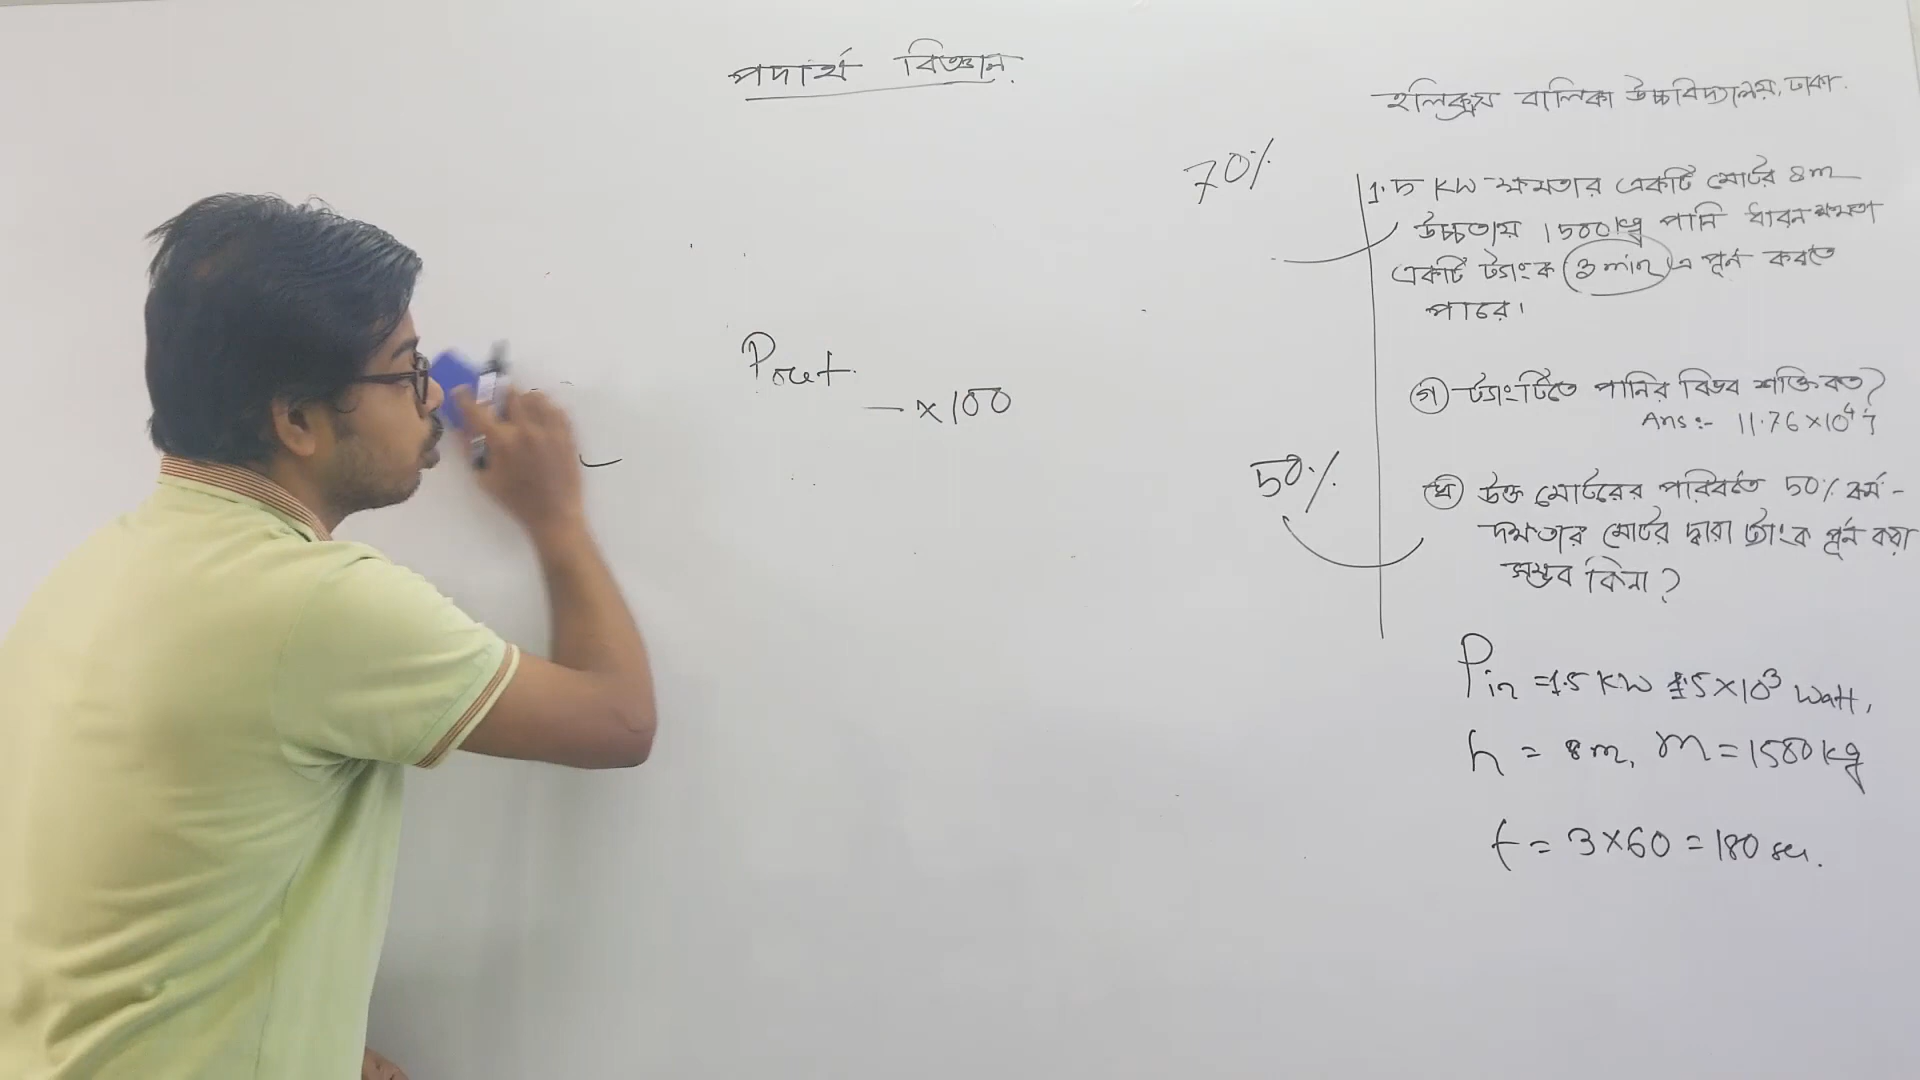 পদার্থ বিজ্ঞান
হলিক্রস বালিকা উচ্চবিদ্যালয়, ঢাকা.
70%
1.5 KW ক্ষমতার একটি মোটর 8m
উচ্চতায় 1500kg পানি ধারন ক্ষমতা
একটি ট্যাংক 3 min এ পূর্ন করতে
পারে।
Pout
— × 100
(গ) ট্যাংটিতে পানির বিভব শক্তি কত?
Ans :- 11.76×10⁴ j
50%
(ঘ) উক্ত মোটরের পরিবর্তে 50% কর্ম-
দক্ষতার মোটর দ্বারা ট্যাংক পূর্ন করা
সম্ভব কিনা?
Pin = 1.5 KW = 1.5×10³ watt,
h = 8m, m = 1500kg
t = 3×60 = 180 sec.